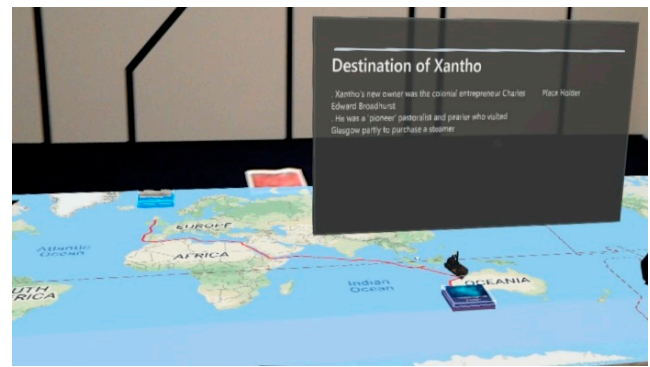 Destination of Xantho
. Xantho's new owner was the colonial entrepreneur Charles
Edward Broadhurst
. He was a 'pioneer' pastoralist and pearler who visited
Glasgow partly to purchase a steamer
Place Holder
EUROPE
Atlantic
Ocean
AFRICA
UTH
RICA
Indian
Ocean
OCEANIA